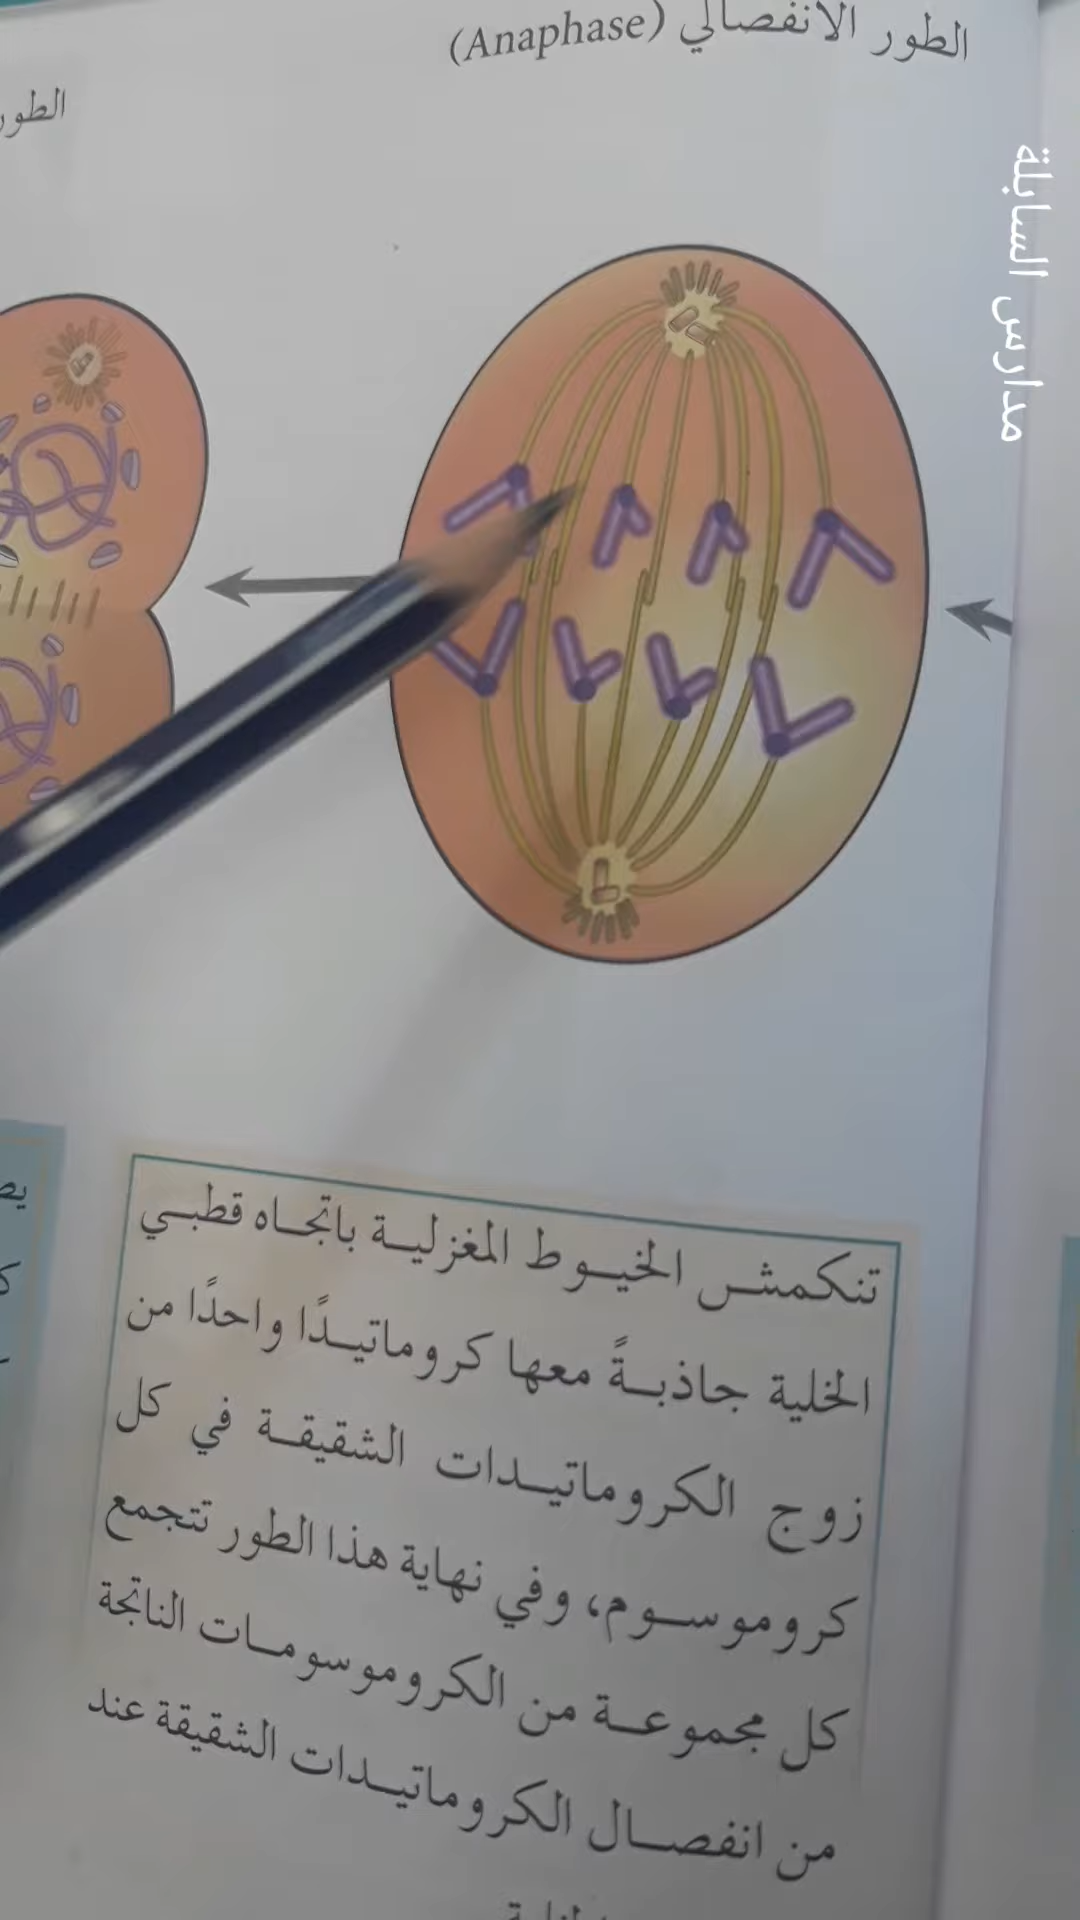 الطور الانفصالي (Anaphase)
الطور
مدارس السابلة
تنكمش الخيوط المغزلية باتجاه قطبي
الخلية جاذبةً معها كروماتيدًا واحدًا من
زوج الكروماتيدات الشقيقة في كل
كروموسوم، وفي نهاية هذا الطور تتجمع
كل مجموعة من الكروموسومات الناتجة
من انفصال الكروماتيدات الشقيقة عند